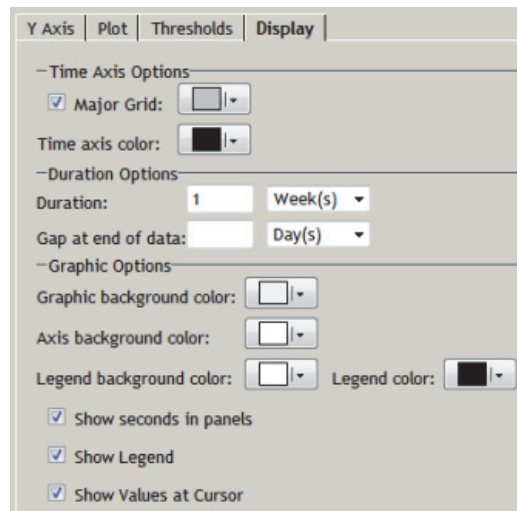 Y Axis Plot Thresholds Display
Time Axis Options
Major Grid:
Time axis color:
Duration Options
Duration: 1 Week(s)
Gap at end of data: Day(s)
Graphic Options
Graphic background color:
Axis background color:
Legend background color: Legend color:
Show seconds in panels
Show Legend
Show Values at Cursor